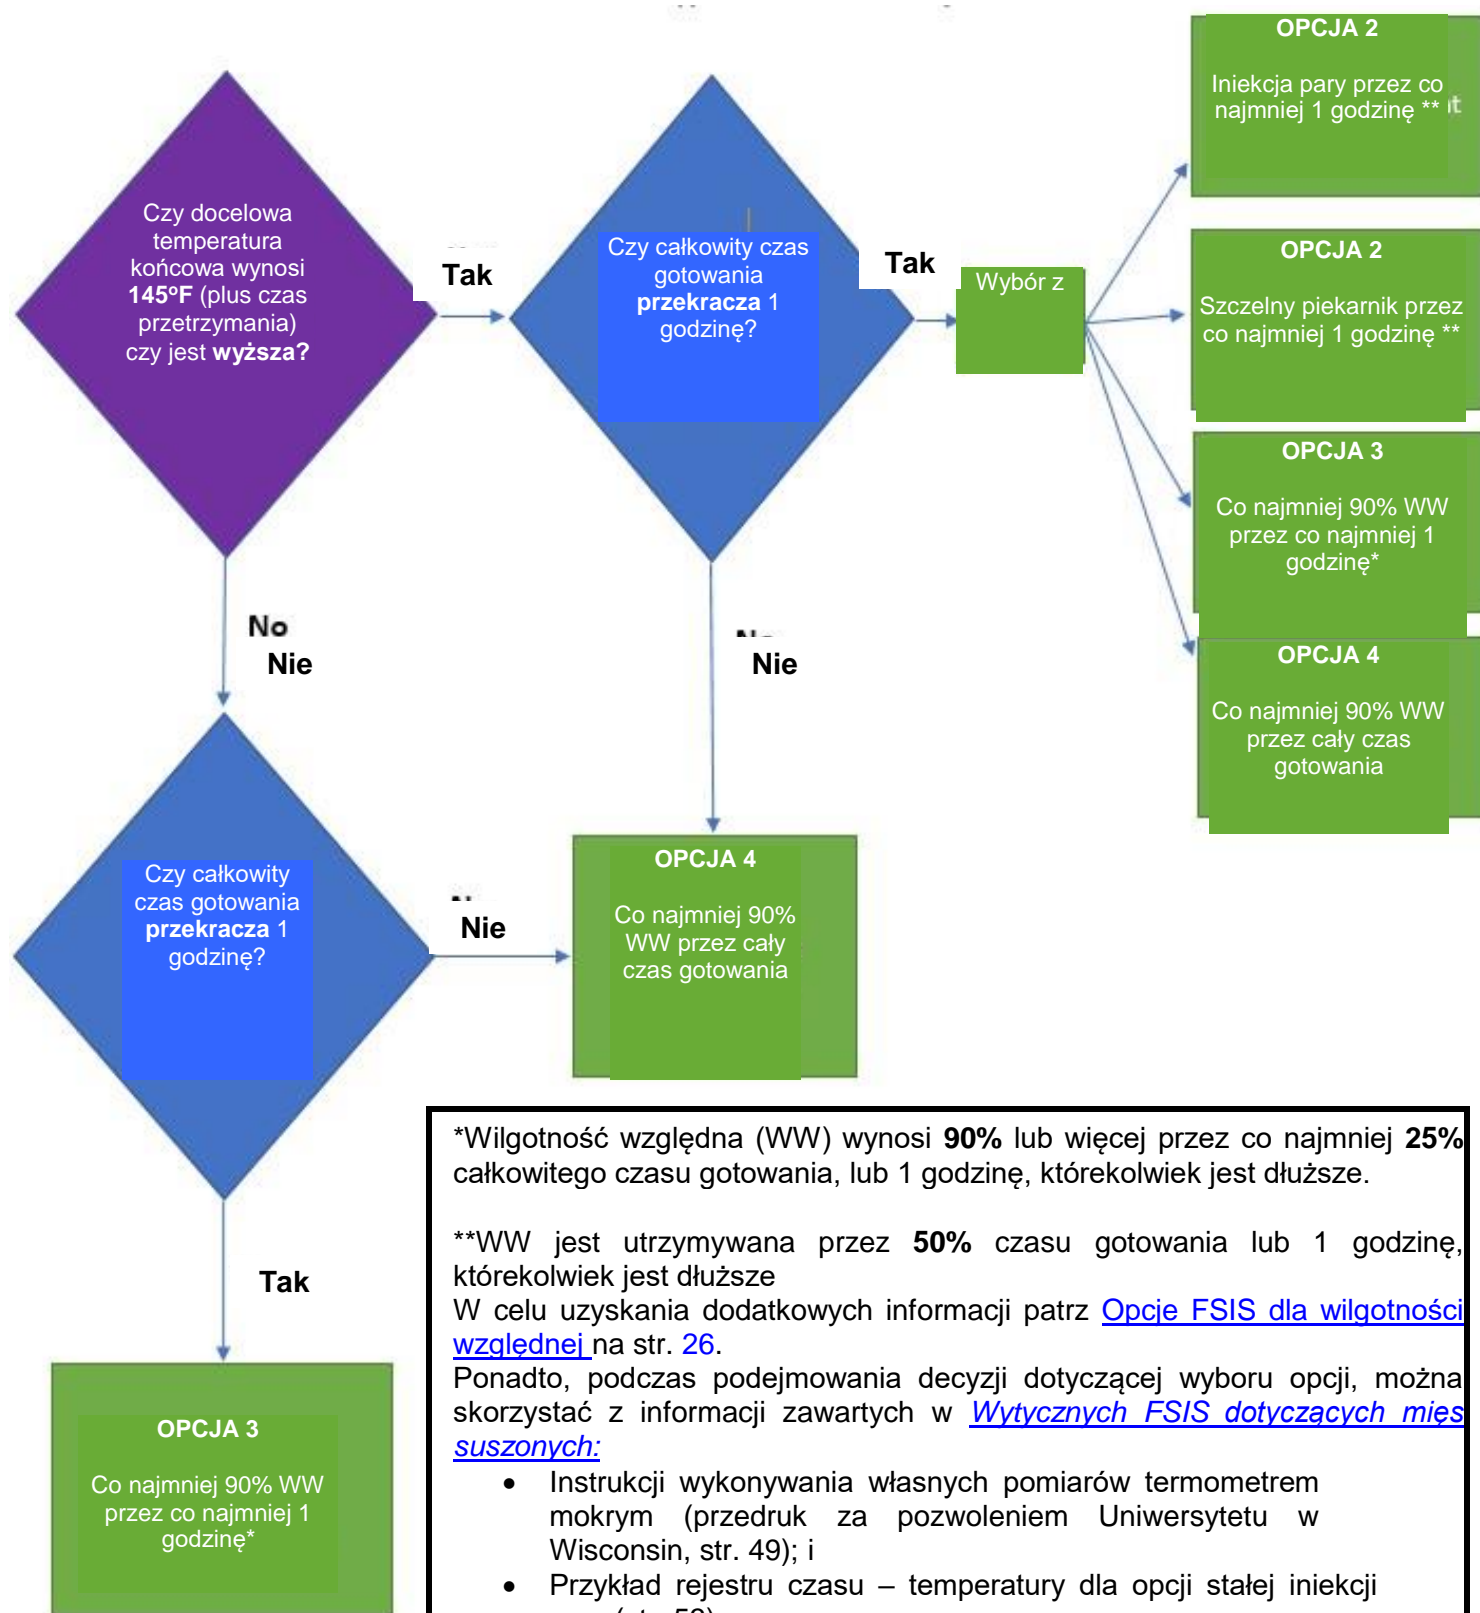 OPCJA 2
Iniekcja pary przez co
najmniej 1 godzinę **
Czy docelowa
temperatura
końcowa wynosi
145ºF (plus czas
przetrzymania)
czy jest wyższa?
Tak
Czy całkowity czas
gotowania
przekracza 1
godzinę?
Tak
Wybór z
OPCJA 2
Szczelny piekarnik przez
co najmniej 1 godzinę **
OPCJA 3
Co najmniej 90% WW
przez co najmniej 1
godzinę*
No
Nie
Nie
OPCJA 4
Co najmniej 90% WW
przez cały czas
gotowania
Czy całkowity
czas gotowania
przekracza 1
godzinę?
Nie
OPCJA 4
Co najmniej 90%
WW przez cały
czas gotowania
Tak
OPCJA 3
Co najmniej 90% WW
przez co najmniej 1
godzinę*
*Wilgotność względna (WW) wynosi 90% lub więcej przez co najmniej 25%
całkowitego czasu gotowania, lub 1 godzinę, którekolwiek jest dłuższe.
**WW jest utrzymywana przez 50% czasu gotowania lub 1 godzinę,
którekolwiek jest dłuższe
W celu uzyskania dodatkowych informacji patrz Opcje FSIS dla wilgotności
względnej na str. 26.
Ponadto, podczas podejmowania decyzji dotyczącej wyboru opcji, można
skorzystać z informacji zawartych w Wytycznych FSIS dotyczących mięs
suszonych:
• Instrukcji wykonywania własnych pomiarów termometrem
mokrym (przedruk za pozwoleniem Uniwersytetu w
Wisconsin, str. 49); i
• Przykład rejestru czasu – temperatury dla opcji stałej iniekcji